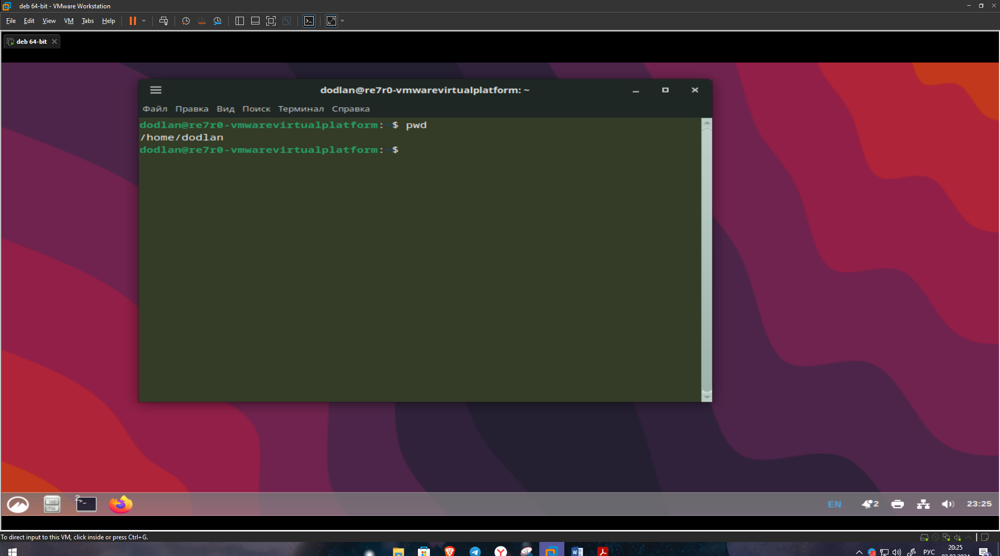 deb 64-bit - VMware Workstation
File Edit View VM Tabs Help
deb 64-bit
dodlan@re7r0-vmwarevirtualplatform: ~
Файл Правка Вид Поиск Терминал Справка
dodlan@re7r0-vmwarevirtualplatform:~$ pwd
/home/dodlan
dodlan@re7r0-vmwarevirtualplatform:~$
2
EN 2 23:25
To direct input to this VM, click inside or press Ctrl+G.
РУС 20:25